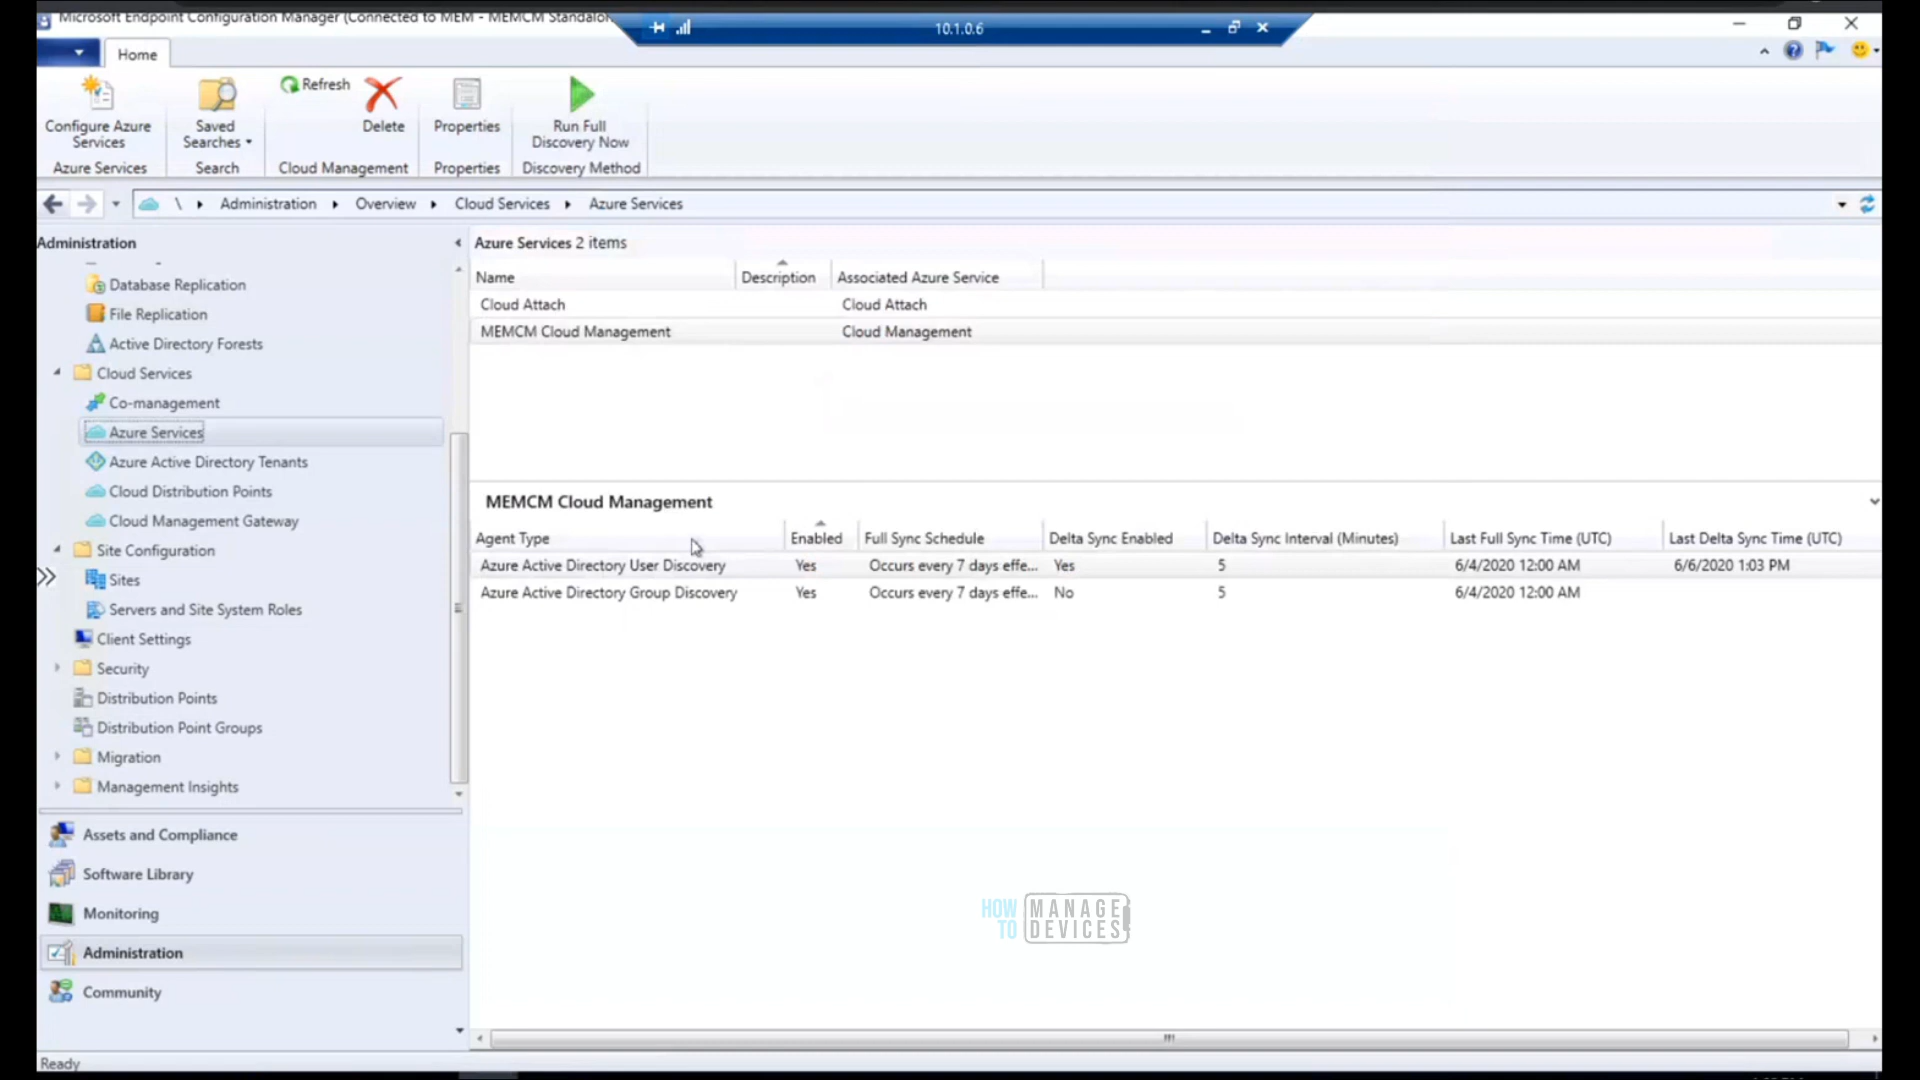 Microsoft Endpoint Configuration Manager (Connected to MEM - MEMCM Standalon
10.1.0.6
Home
Configure Azure Services
Azure Services
Saved Searches
Search
Refresh
Delete
Cloud Management
Properties
Properties
Run Full Discovery Now
Discovery Method
\ Administration Overview Cloud Services Azure Services
Administration
Database Replication
File Replication
Active Directory Forests
Cloud Services
Co-management
Azure Services
Azure Active Directory Tenants
Cloud Distribution Points
Cloud Management Gateway
Site Configuration
Sites
Servers and Site System Roles
Client Settings
Security
Distribution Points
Distribution Point Groups
Migration
Management Insights
Assets and Compliance
Software Library
Monitoring
Administration
Community
Azure Services 2 items
Name Description Associated Azure Service
Cloud Attach Cloud Attach
MEMCM Cloud Management Cloud Management
MEMCM Cloud Management
Agent Type Enabled Full Sync Schedule Delta Sync Enabled Delta Sync Interval (Minutes) Last Full Sync Time (UTC) Last Delta Sync Time (UTC)
Azure Active Directory User Discovery Yes Occurs every 7 days effe... Yes 5 6/4/2020 12:00 AM 6/6/2020 1:03 PM
Azure Active Directory Group Discovery Yes Occurs every 7 days effe... No 5 6/4/2020 12:00 AM
HOW MANAGE
TO DEVICES
Ready